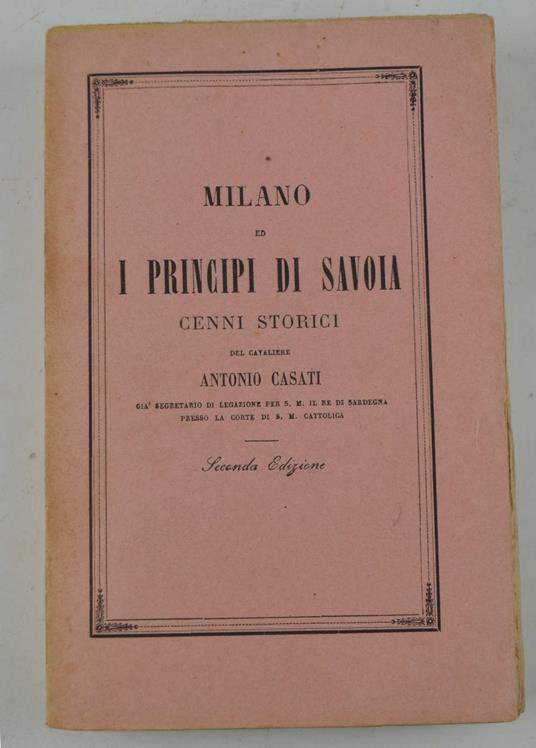 MILANO
ED
I PRINCIPI DI SAVOIA
CENNI STORICI
DEL CAVALIERE
ANTONIO CASATI
GIA' SEGRETARIO DI LEGAZIONE PER S. M. IL RE DI SARDEGNA
PRESSO LA CORTE DI S. M. CATTOLICA
Seconda Edizione